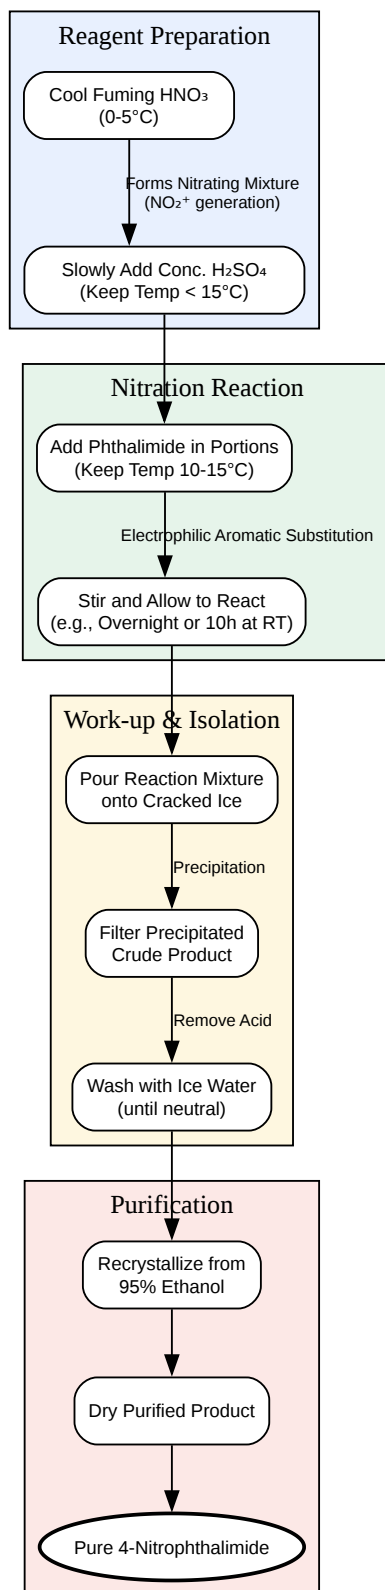 Reagent Preparation
Cool Fuming HNO₃
(0-5°C)
Forms Nitrating Mixture
(NO₂⁺ generation)
Slowly Add Conc. H₂SO₄
(Keep Temp < 15°C)
Nitration Reaction
Add Phthalimide in Portions
(Keep Temp 10-15°C)
Electrophilic Aromatic Substitution
Stir and Allow to React
(e.g., Overnight or 10h at RT)
Work-up & Isolation
Pour Reaction Mixture
onto Cracked Ice
Precipitation
Filter Precipitated
Crude Product
Remove Acid
Wash with Ice Water
(until neutral)
Purification
Recrystallize from
95% Ethanol
Dry Purified Product
Pure 4-Nitrophthalimide